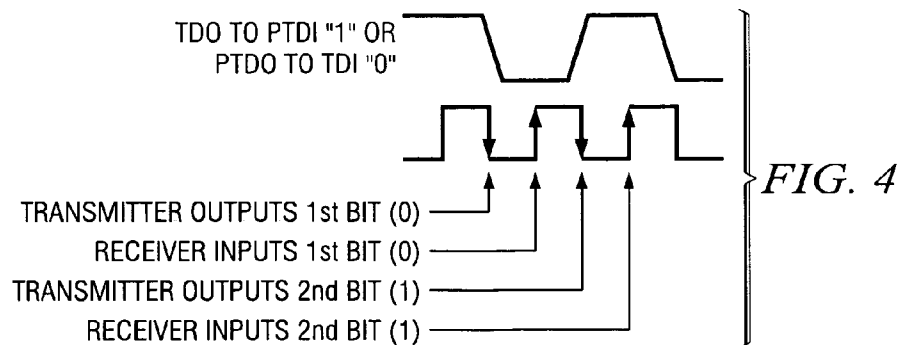 TDO TO PTDI "1" OR
PTDO TO TDI "0"
TRANSMITTER OUTPUTS 1st BIT (0)
RECEIVER INPUTS 1st BIT (0)
TRANSMITTER OUTPUTS 2nd BIT (1)
RECEIVER INPUTS 2nd BIT (1)
FIG. 4